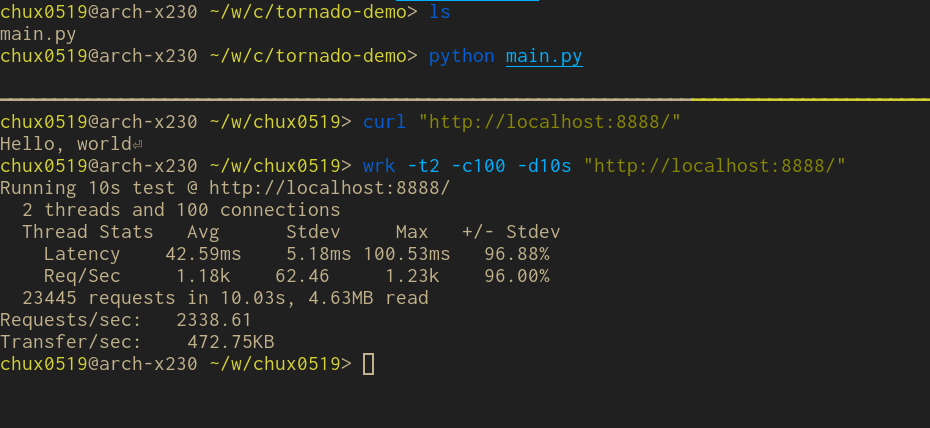 chux0519@arch-x230 ~/w/c/tornado-demo> ls
main.py
chux0519@arch-x230 ~/w/c/tornado-demo> python main.py
chux0519@arch-x230 ~/w/chux0519> curl "http://localhost:8888/"
Hello, world⏎
chux0519@arch-x230 ~/w/chux0519> wrk -t2 -c100 -d10s "http://localhost:8888/"
Running 10s test @ http://localhost:8888/
  2 threads and 100 connections
  Thread Stats   Avg      Stdev     Max   +/- Stdev
    Latency    42.59ms    5.18ms 100.53ms   96.88%
    Req/Sec     1.18k    62.46     1.23k    96.00%
  23445 requests in 10.03s, 4.63MB read
Requests/sec:   2338.61
Transfer/sec:    472.75KB
chux0519@arch-x230 ~/w/chux0519>